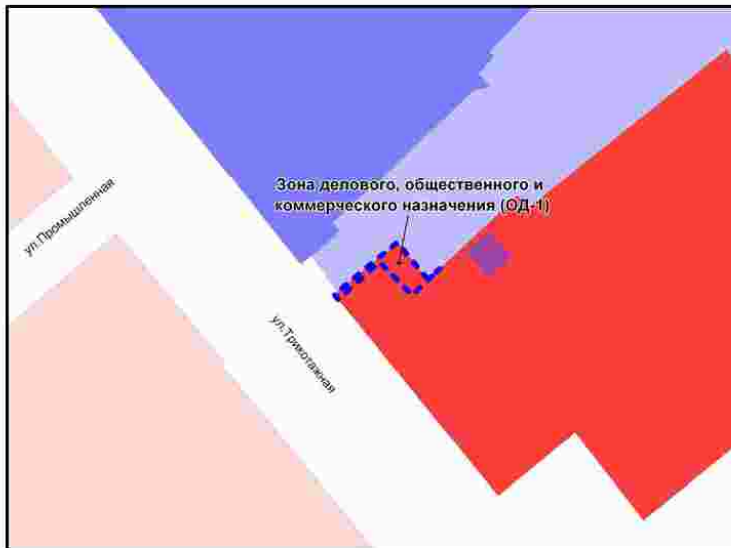 Зона делового, общественного и
коммерческого назначения (ОД-1)
ул.Промышленная
ул.Трикотажная